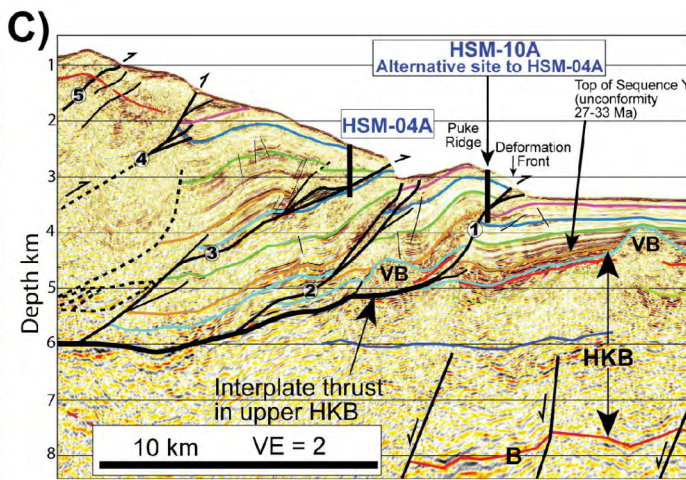 C)
HSM-10A
Alternative site to HSM-04A
Top of Sequence Y
(unconformity
27-33 Ma)
HSM-04A
Puke
Ridge
Deformation
Front
1
2
3
4
5
6
7
8
Depth km
5
4
3
2
1
VB
VB
HKB
Interplate thrust
in upper HKB
10 km VE = 2
B